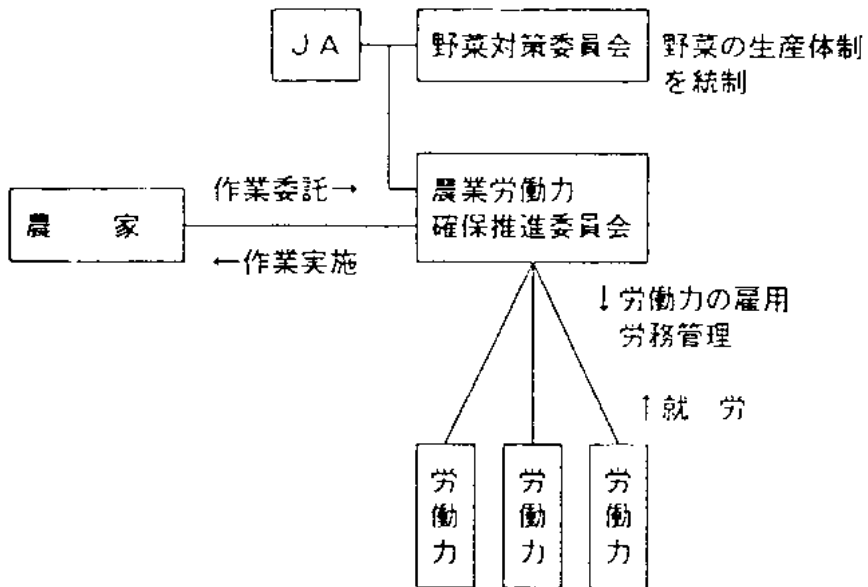 ＪＡ
野菜対策委員会
野菜の生産体制
を統制
作業委託→
農業労働力
確保推進委員会
農　家
←作業実施
↓労働力の雇用
労務管理
↑就　労
労働力
労働力
労働力